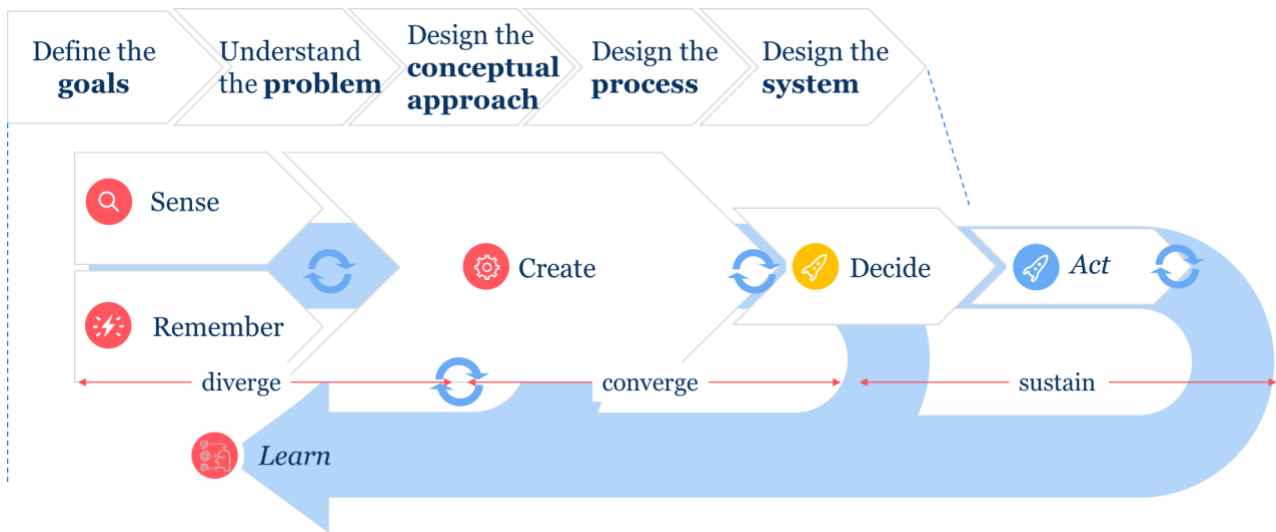 Define the
goals
Understand
the problem
Design the
conceptual
approach
Design the
process
Design the
system
Sense
Remember
Create
Decide
Act
diverge
converge
sustain
Learn